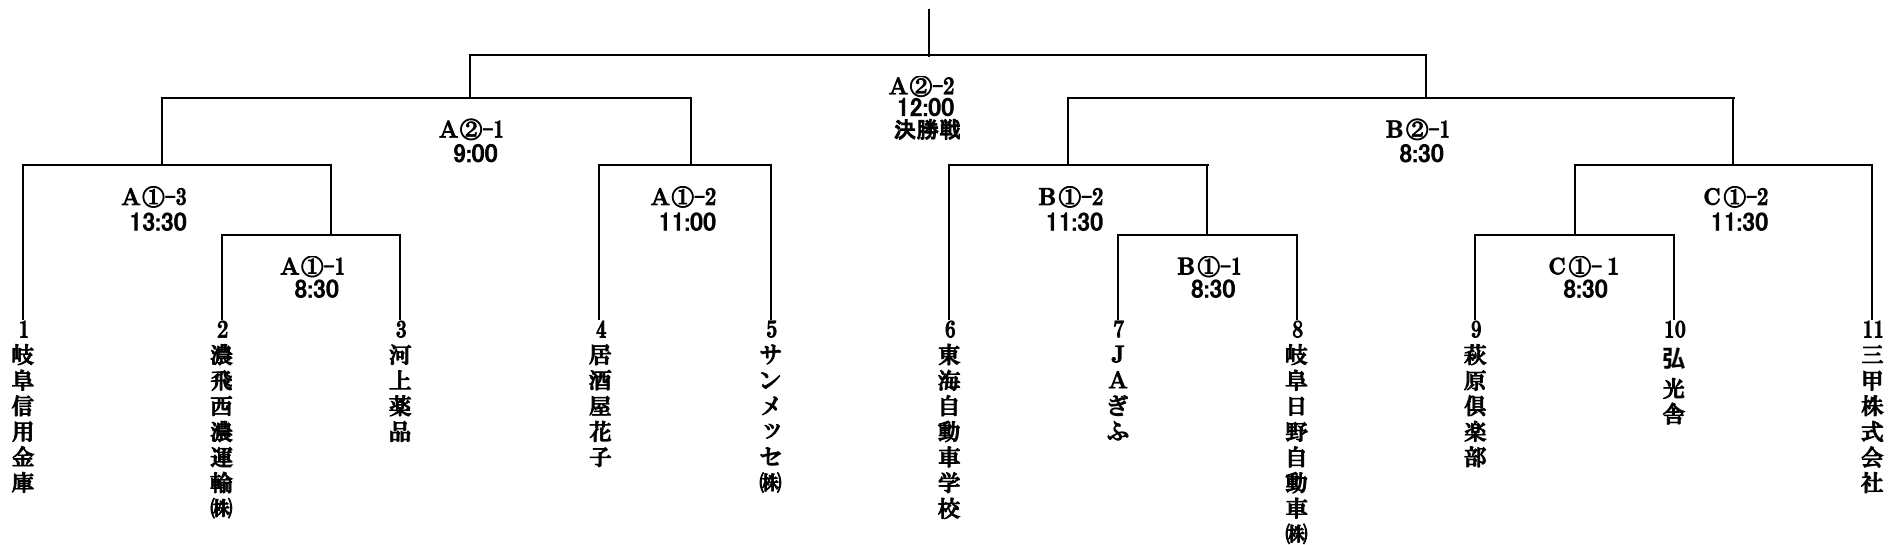 A②-2
12:00
決勝戦
A②-1
9:00
B②-1
8:30
A①-3
13:30
A①-2
11:00
B①-2
11:30
C①-2
11:30
A①-1
8:30
B①-1
8:30
C①-1
8:30
1
岐阜信用金庫
2
濃飛西濃運輸㈱
3
河上薬品
4
居酒屋花子
5
サンメッセ㈱
6
東海自動車学校
7
JAぎふ
8
岐阜日野自動車㈱
9
萩原倶楽部
10
弘光舎
11
三甲株式会社